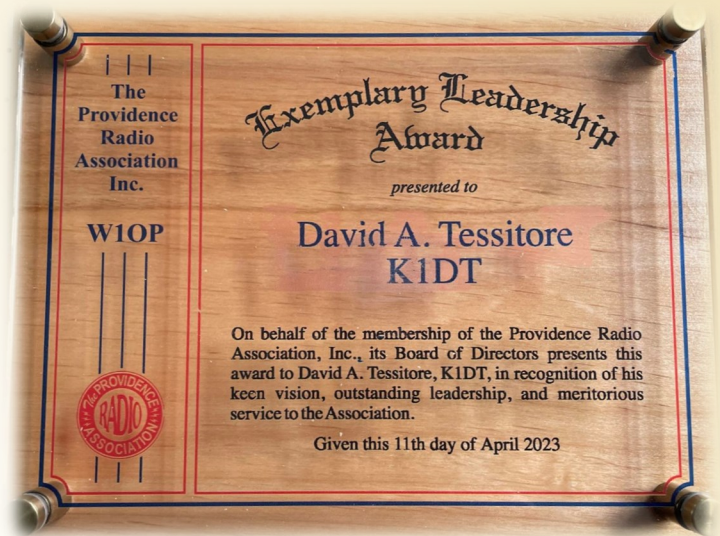 The
Providence
Radio
Association
Inc.
W1OP
The PROVIDENCE
RADIO
ASSOCIATION
Exemplary Leadership
Award
presented to
David A. Tessitore
K1DT
On behalf of the membership of the Providence Radio
Association, Inc., its Board of Directors presents this
award to David A. Tessitore, K1DT, in recognition of his
keen vision, outstanding leadership, and meritorious
service to the Association.
Given this 11th day of April 2023